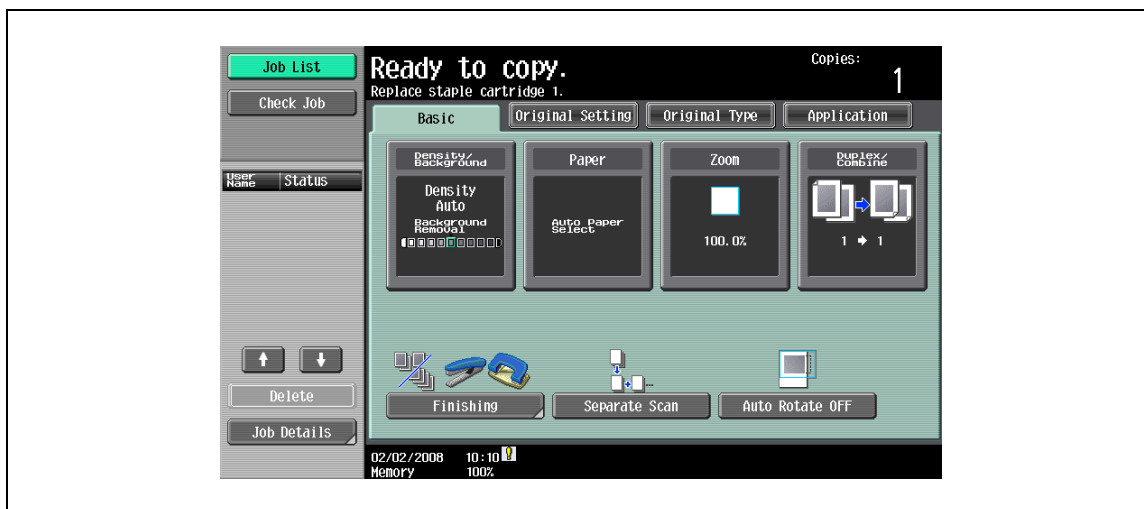 Job List
Check Job
User Name Status
Delete
Job Details
Ready to copy.
Replace staple cartridge 1.
Copies:
1
Basic
Original Setting
Original Type
Application
Density/
Background
Density
Auto
Background
Removal
Paper
Auto Paper
Select
Zoom
100.0%
Duplex/
Combine
1 → 1
Finishing
Separate Scan
Auto Rotate OFF
02/02/2008 10:10
Memory 100%